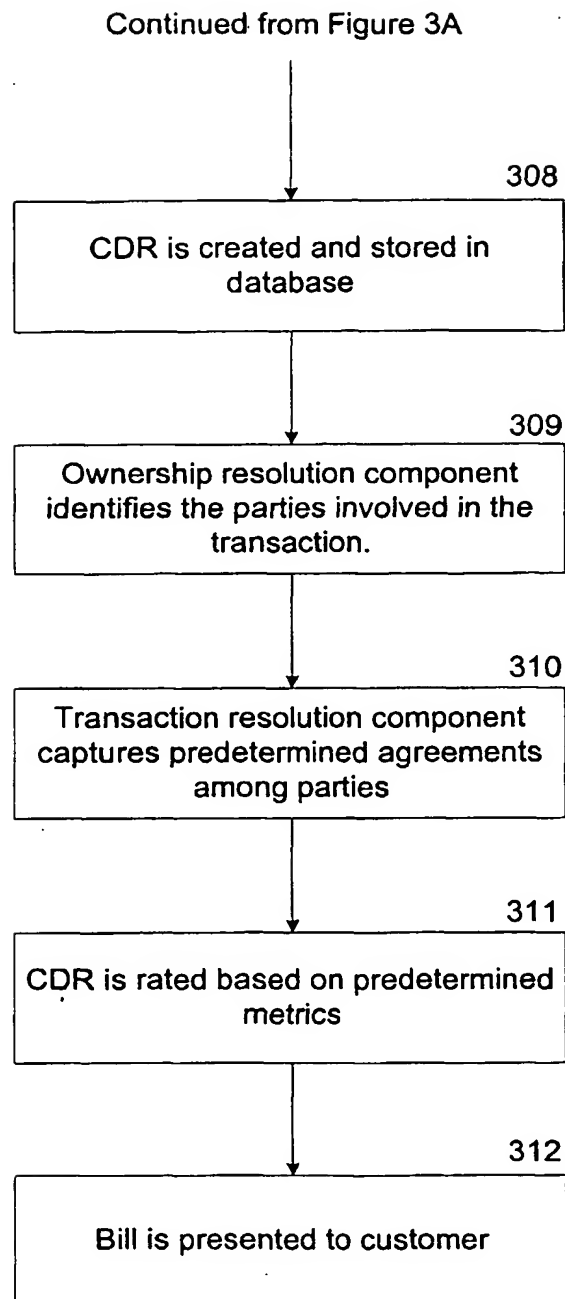 Continued from Figure 3A
308
CDR is created and stored in
database
309
Ownership resolution component
identifies the parties involved in the
transaction.
310
Transaction resolution component
captures predetermined agreements
among parties
311
CDR is rated based on predetermined
metrics
312
Bill is presented to customer